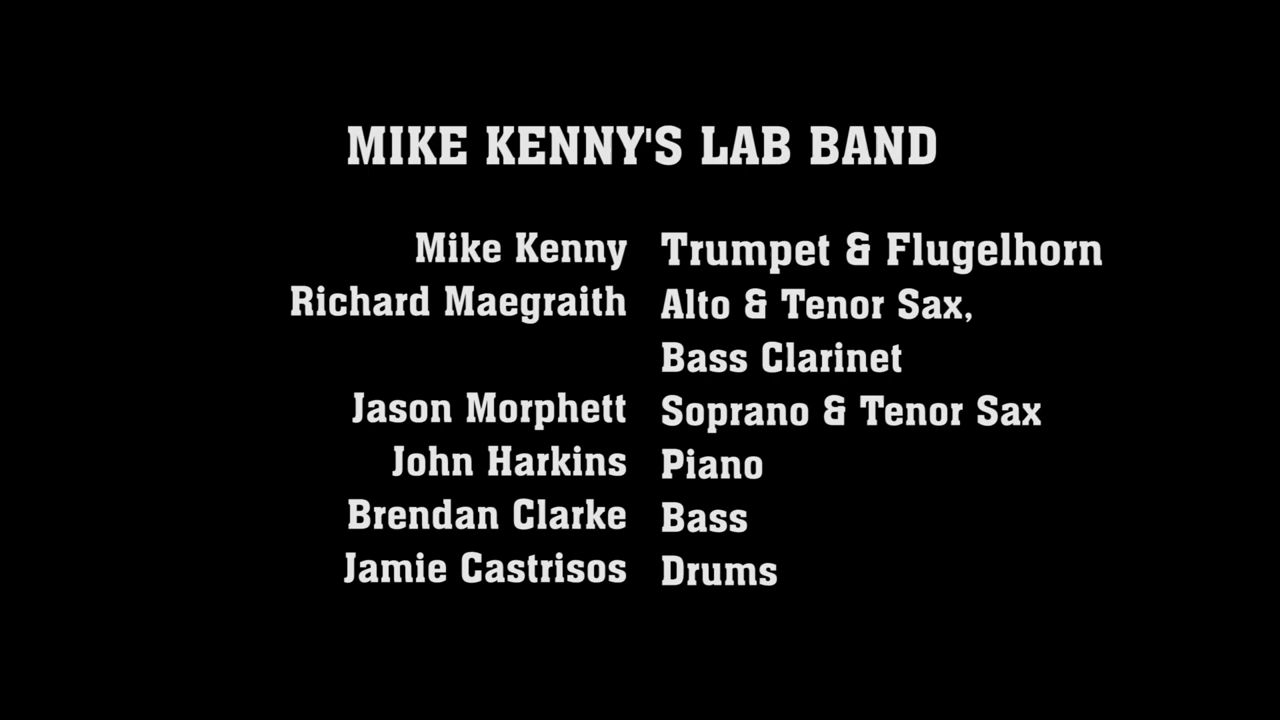 MIKE KENNY'S LAB BAND
Mike Kenny Trumpet & Flugelhorn
Richard Maegraith Alto & Tenor Sax,
Bass Clarinet
Jason Morphett Soprano & Tenor Sax
John Harkins Piano
Brendan Clarke Bass
Jamie Castrisos Drums